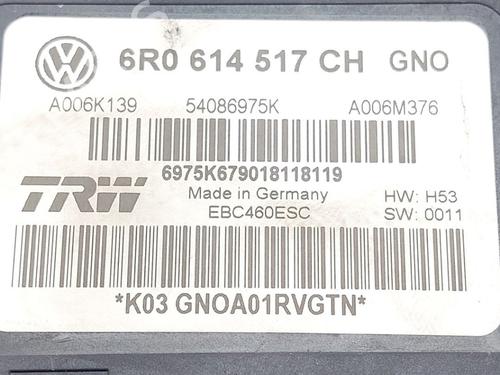 6R0 614 517 CH GNO
A006K139 54086975K A006M376
6975K679018118119
TRW
Made in Germany HW: H53
EBC460ESC SW: 0011
*K03 GNOA01RVGTN*